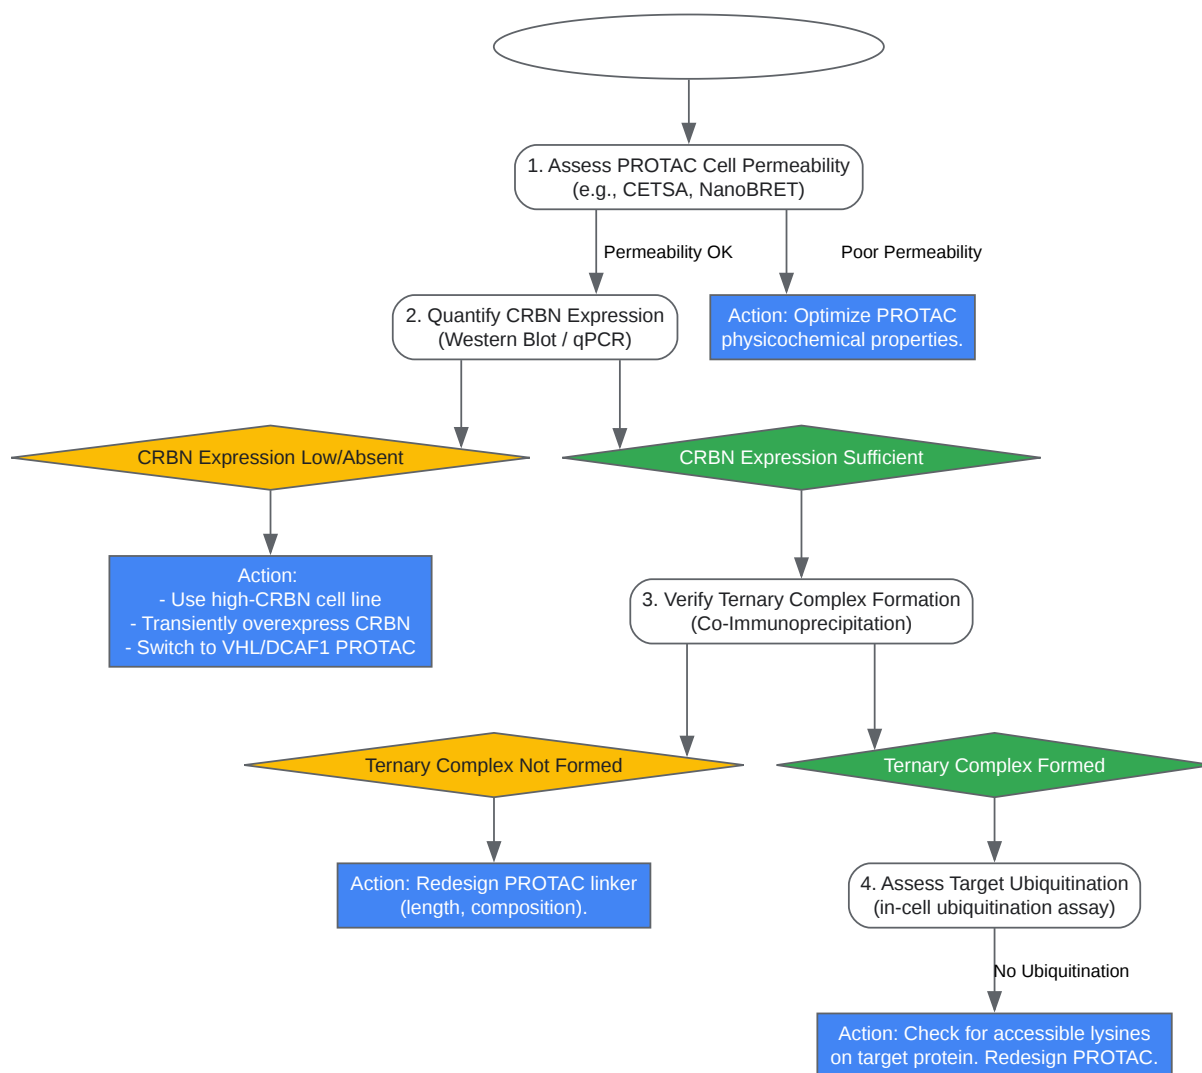 1. Assess PROTAC Cell Permeability
(e.g., CETSA, NanoBRET)
Permeability OK
Poor Permeability
2. Quantify CRBN Expression
(Western Blot / qPCR)
Action: Optimize PROTAC
physicochemical properties.
CRBN Expression Low/Absent
CRBN Expression Sufficient
Action:
- Use high-CRBN cell line
- Transiently overexpress CRBN
- Switch to VHL/DCAF1 PROTAC
3. Verify Ternary Complex Formation
(Co-Immunoprecipitation)
Ternary Complex Not Formed
Ternary Complex Formed
Action: Redesign PROTAC linker
(length, composition).
4. Assess Target Ubiquitination
(in-cell ubiquitination assay)
No Ubiquitination
Action: Check for accessible lysines
on target protein. Redesign PROTAC.